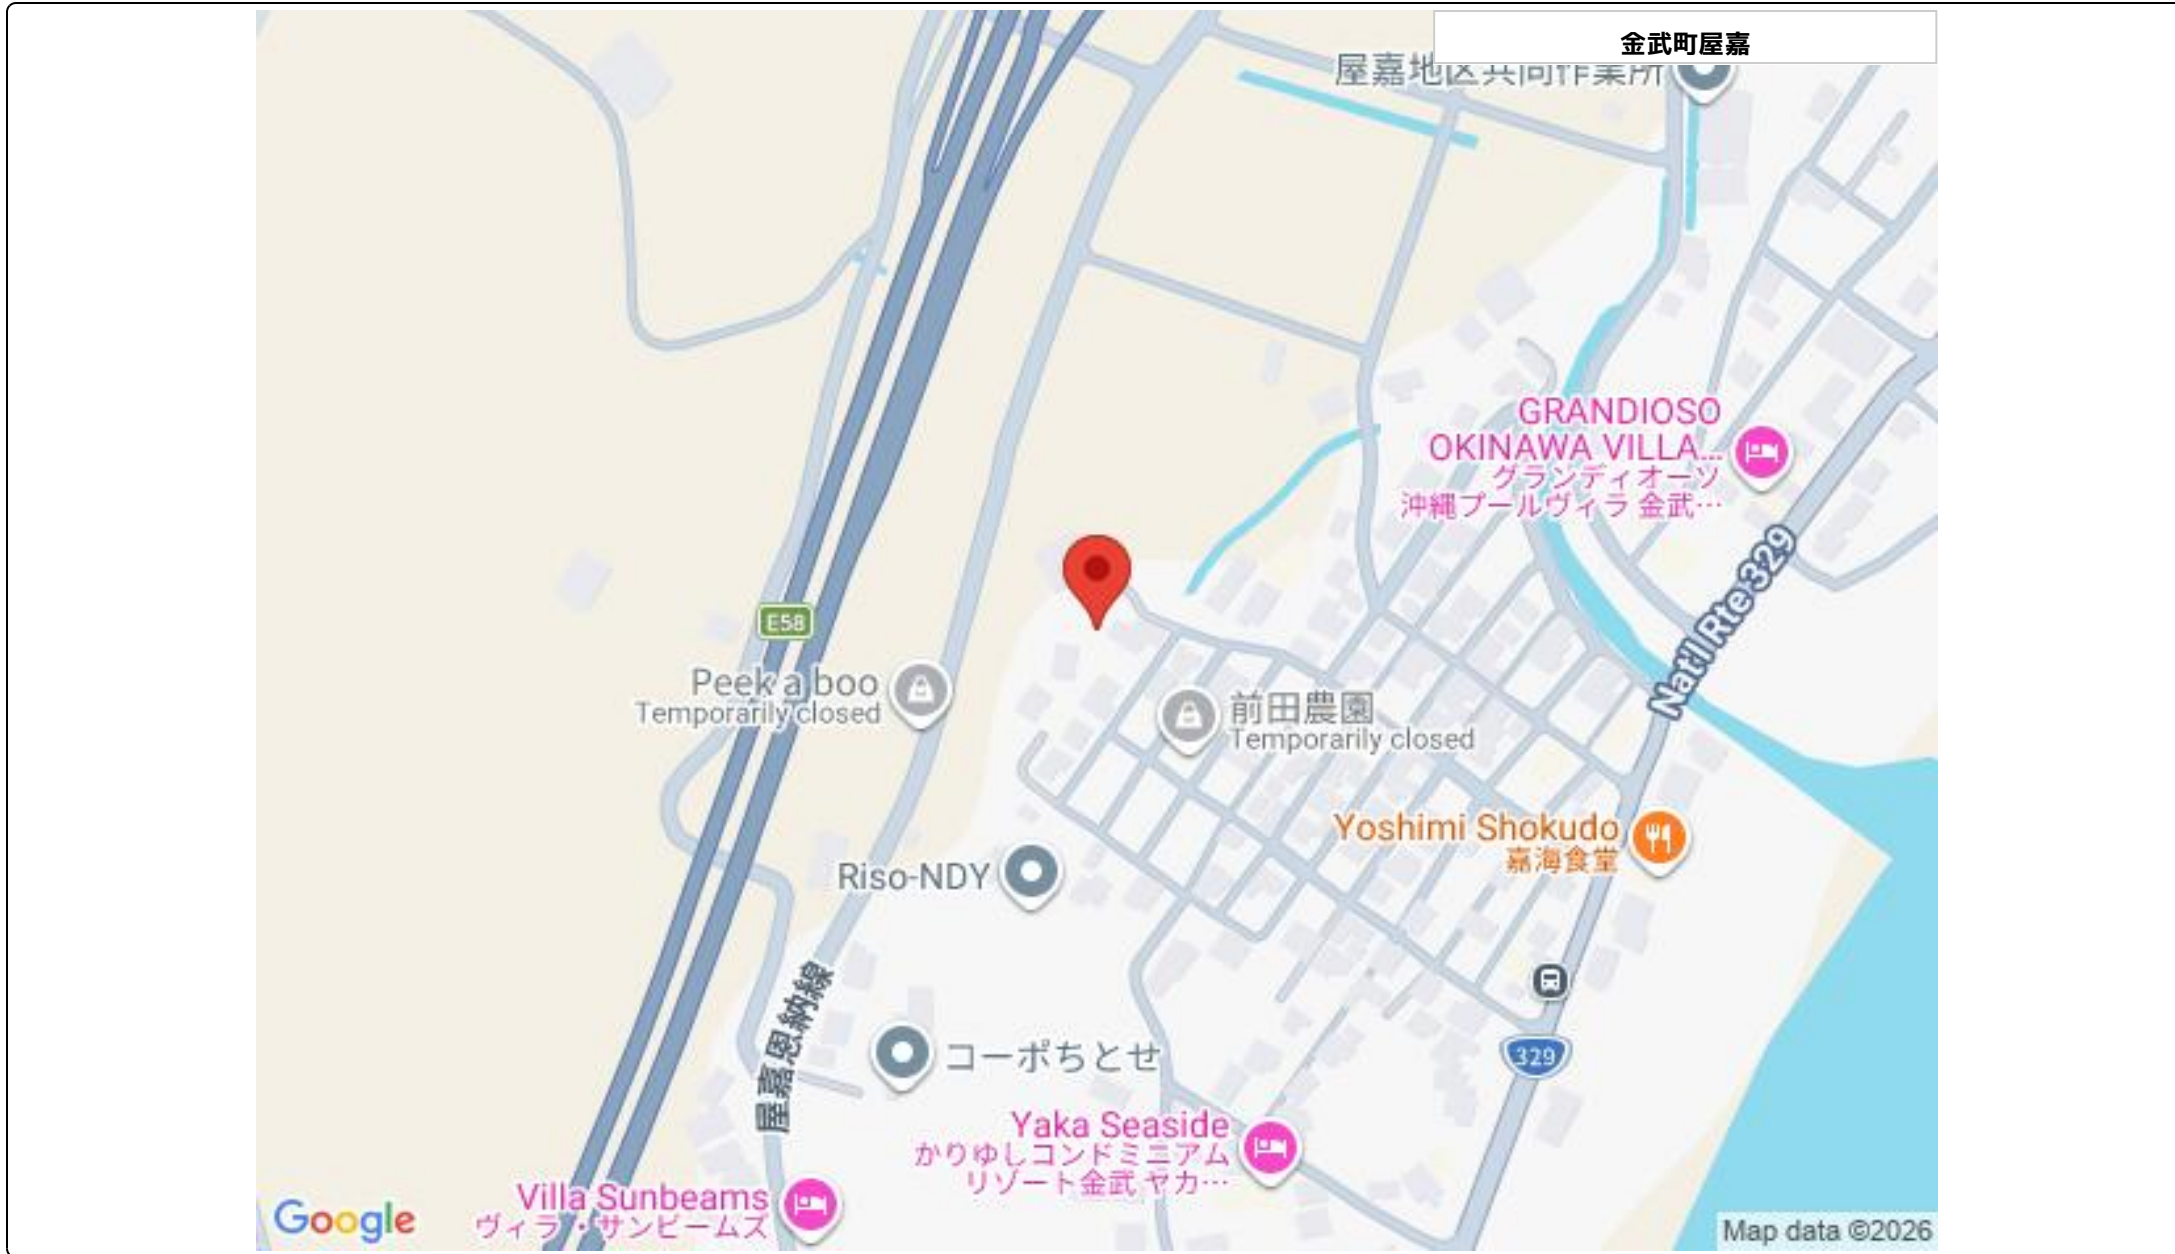 金武町屋嘉
屋嘉地区共同作業所
GRANDIOSO
OKINAWA VILLA...
グランディオーソ
沖縄プールヴィラ 金武…
Nat'l Rte 329
E58
Peek a boo
Temporarily closed
前田農園
Temporarily closed
Yoshimi Shokudo
嘉海食堂
Riso-NDY
屋嘉恩納線
コーポちとせ
329
Yaka Seaside
かりゆしコンドミニアム
リゾート金武 ヤカ…
Villa Sunbeams
ヴィラ・サンビームズ
Google
Map data ©2026